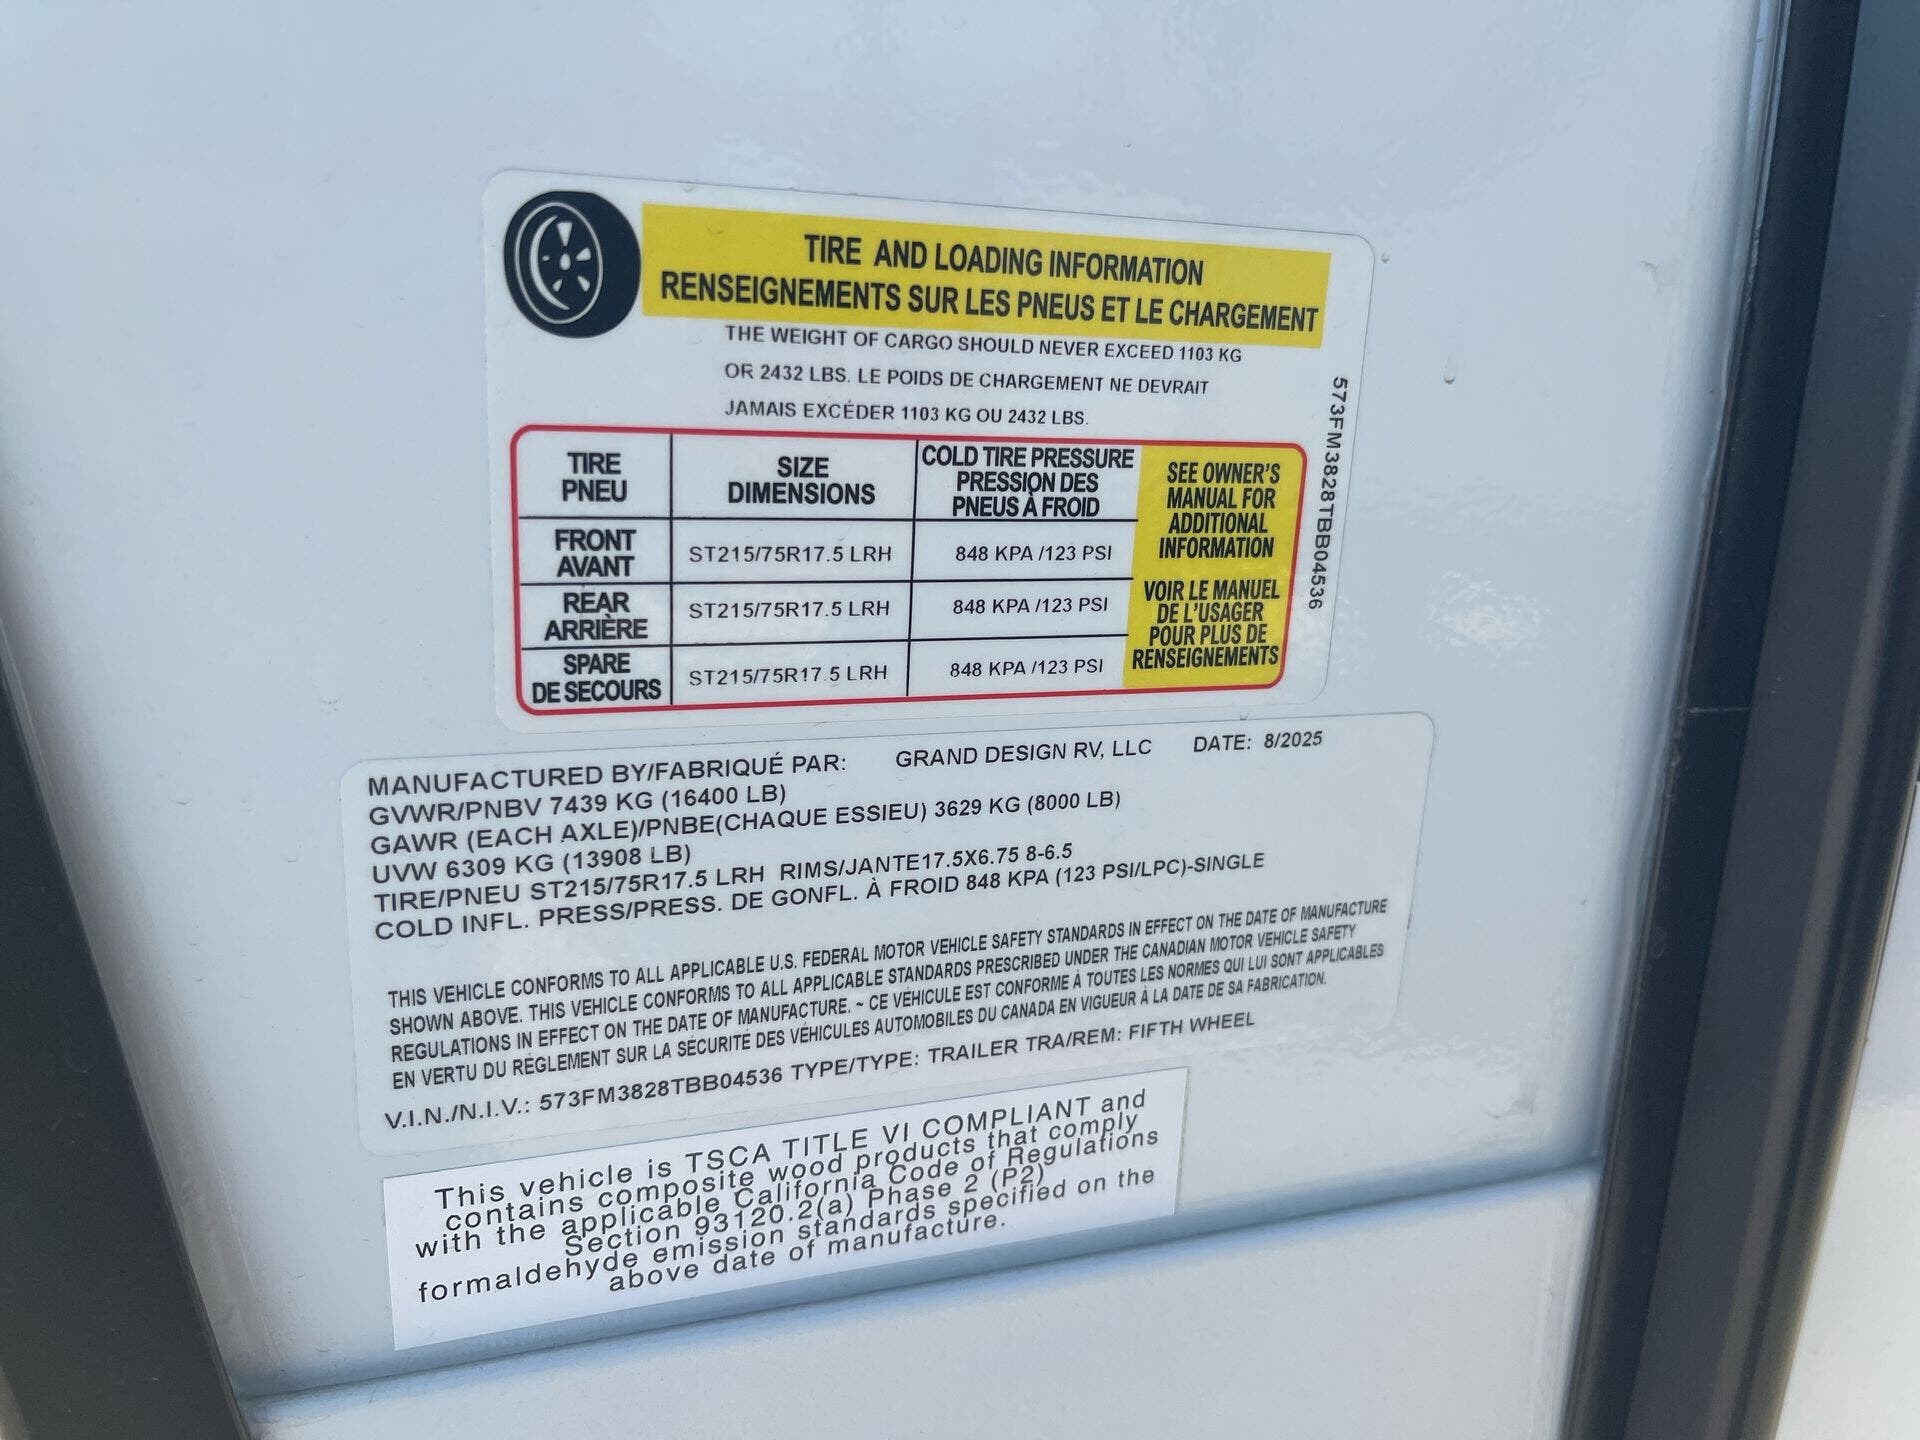 TIRE AND LOADING INFORMATION
RENSEIGNEMENTS SUR LES PNEUS ET LE CHARGEMENT
THE WEIGHT OF CARGO SHOULD NEVER EXCEED 1103 KG
OR 2432 LBS. LE POIDS DE CHARGEMENT NE DEVRAIT
JAMAIS EXCÉDER 1103 KG OU 2432 LBS.
TIRE
PNEU
SIZE
DIMENSIONS
COLD TIRE PRESSURE
PRESSION DES
PNEUS À FROID
FRONT
AVANT
ST215/75R17.5 LRH
848 KPA /123 PSI
REAR
ARRIÈRE
ST215/75R17.5 LRH
848 KPA /123 PSI
SPARE
DE SECOURS
ST215/75R17.5 LRH
848 KPA /123 PSI
SEE OWNER'S
MANUAL FOR
ADDITIONAL
INFORMATION
VOIR LE MANUEL
DE L'USAGER
POUR PLUS DE
RENSEIGNEMENTS
573FM3828TBB04536
MANUFACTURED BY/FABRIQUÉ PAR: GRAND DESIGN RV, LLC DATE: 8/2025
GVWR/PNBV 7439 KG (16400 LB)
GAWR (EACH AXLE)/PNBE(CHAQUE ESSIEU) 3629 KG (8000 LB)
UVW 6309 KG (13908 LB)
TIRE/PNEU ST215/75R17.5 LRH RIMS/JANTE17.5X6.75 8-6.5
COLD INFL. PRESS/PRESS. DE GONFL. À FROID 848 KPA (123 PSI/LPC)-SINGLE
THIS VEHICLE CONFORMS TO ALL APPLICABLE U.S. FEDERAL MOTOR VEHICLE SAFETY STANDARDS IN EFFECT ON THE DATE OF MANUFACTURE
SHOWN ABOVE. THIS VEHICLE CONFORMS TO ALL APPLICABLE STANDARDS PRESCRIBED UNDER THE CANADIAN MOTOR VEHICLE SAFETY
REGULATIONS IN EFFECT ON THE DATE OF MANUFACTURE. ~ CE VÉHICULE EST CONFORME À TOUTES LES NORMES QUI LUI SONT APPLICABLES
EN VERTU DU RÉGLEMENT SUR LA SÉCURITÉ DES VÉHICULES AUTOMOBILES DU CANADA EN VIGUEUR À LA DATE DE SA FABRICATION.
V.I.N./N.I.V.: 573FM3828TBB04536 TYPE/TYPE: TRAILER TRA/REM: FIFTH WHEEL
This vehicle is TSCA TITLE VI COMPLIANT and
contains composite wood products that comply
with the applicable California Code of Regulations
Section 93120.2(a) Phase 2 (P2)
formaldehyde emission standards specified on the
above date of manufacture.